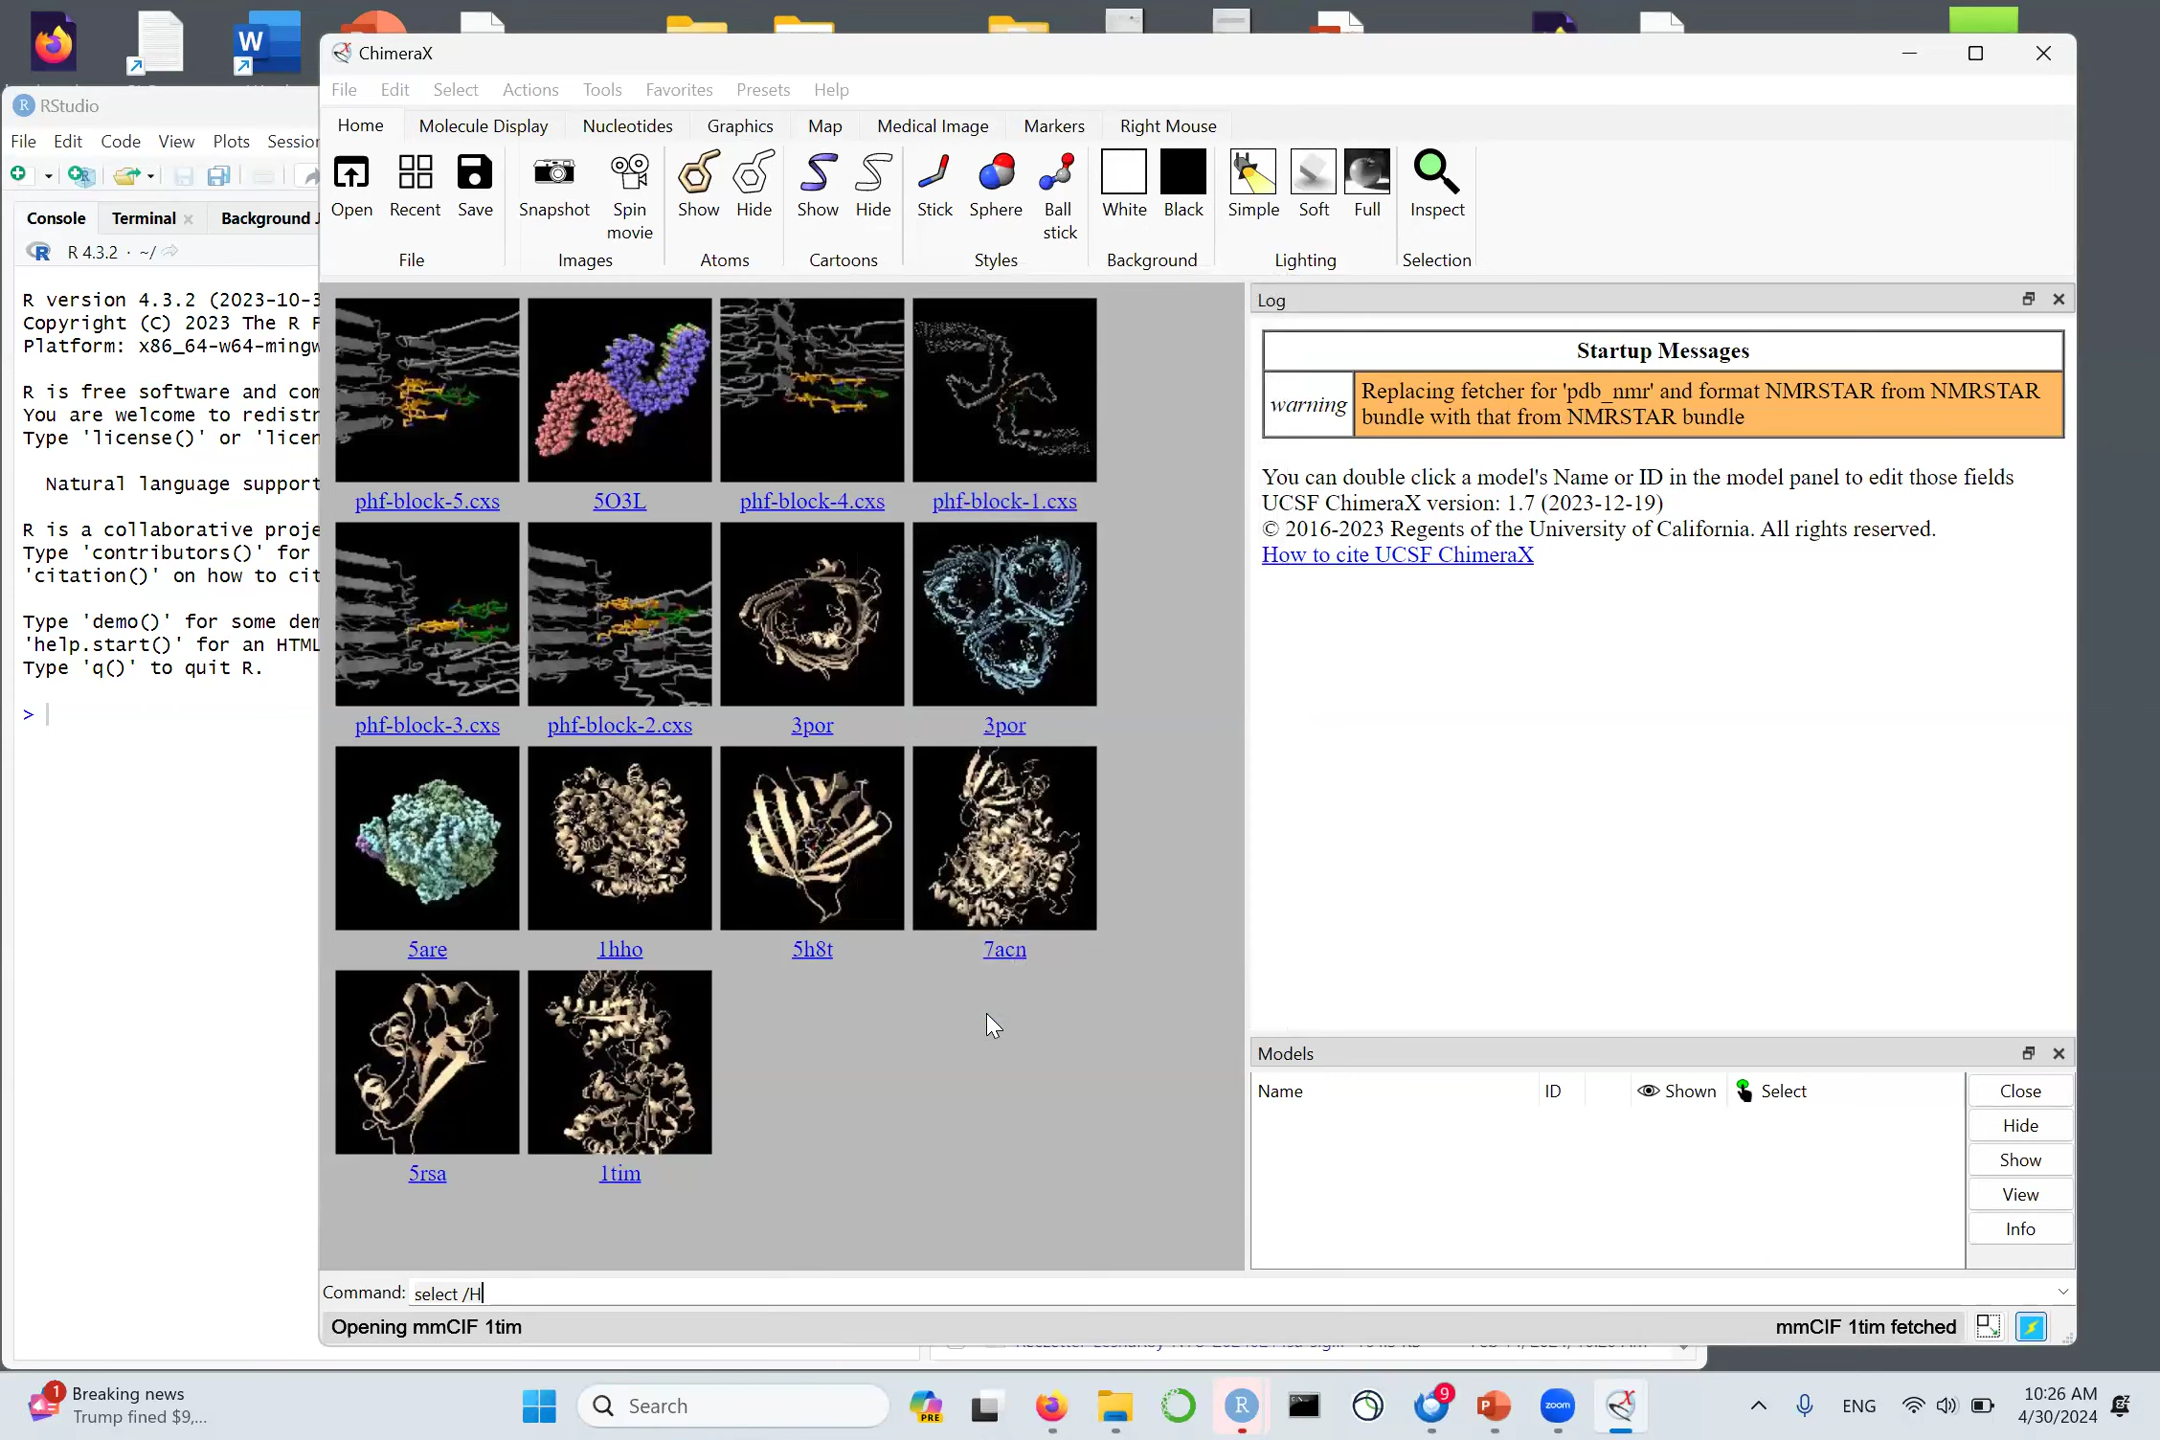 ChimeraX
File Edit Select Actions Tools Favorites Presets Help
Home Molecule Display Nucleotides Graphics Map Medical Image Markers Right Mouse
Open Recent Save Snapshot Spin movie Show Hide Show Hide Stick Sphere Ball stick White Black Simple Soft Full Inspect
File Images Atoms Cartoons Styles Background Lighting Selection
RStudio
File Edit Code View Plots Session
Console Terminal Background J
R 4.3.2 · ~/
R version 4.3.2 (2023-10-3
Copyright (C) 2023 The R F
Platform: x86_64-w64-mingw
R is free software and com
You are welcome to redistr
Type 'license()' or 'licen
Natural language support
R is a collaborative proje
Type 'contributors()' for
'citation()' on how to cit
Type 'demo()' for some dem
'help.start()' for an HTML
Type 'q()' to quit R.
>
phf-block-5.cxs 5O3L phf-block-4.cxs phf-block-1.cxs
phf-block-3.cxs phf-block-2.cxs 3por 3por
5are 1hho 5h8t 7acn
5rsa 1tim
Log
Startup Messages
warning
Replacing fetcher for 'pdb_nmr' and format NMRSTAR from NMRSTAR
bundle with that from NMRSTAR bundle
You can double click a model's Name or ID in the model panel to edit those fields
UCSF ChimeraX version: 1.7 (2023-12-19)
© 2016-2023 Regents of the University of California. All rights reserved.
How to cite UCSF ChimeraX
Models
Name ID Shown Select
Close
Hide
Show
View
Info
Command: select /H
Opening mmCIF 1tim mmCIF 1tim fetched
1
Breaking news
Trump fined $9,...
Search
PRE
9
zoom
ENG
10:26 AM
4/30/2024